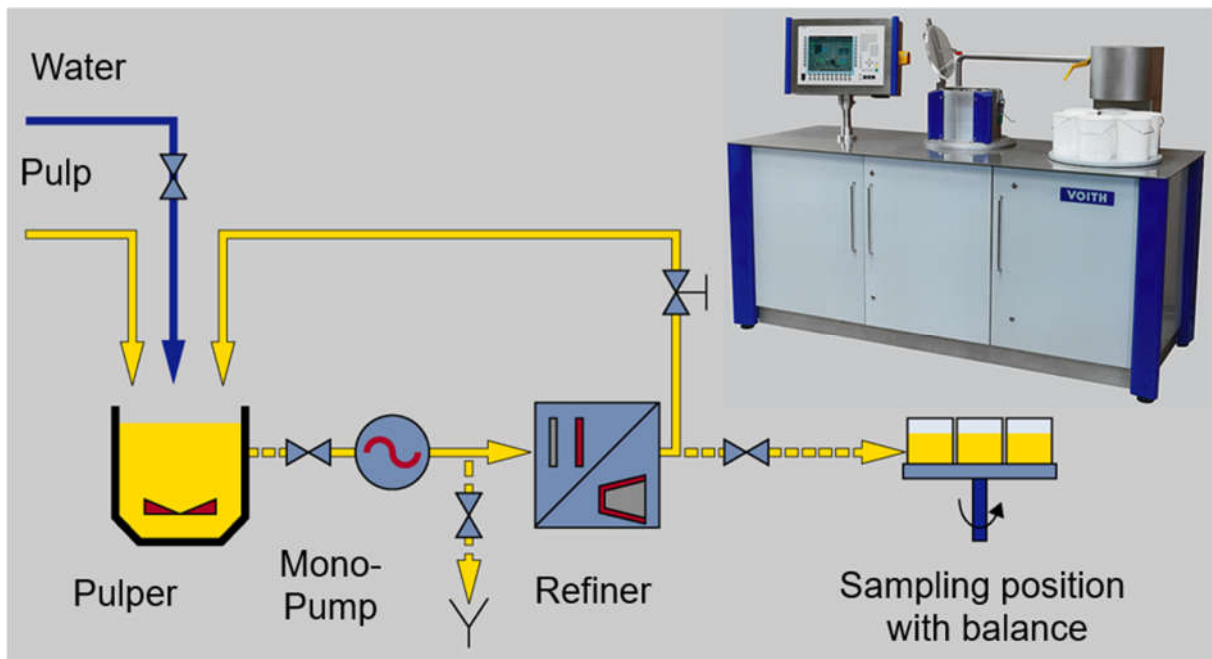 Water
Pulp
VOITH
Pulper
Mono-
Pump
Refiner
Sampling position
with balance